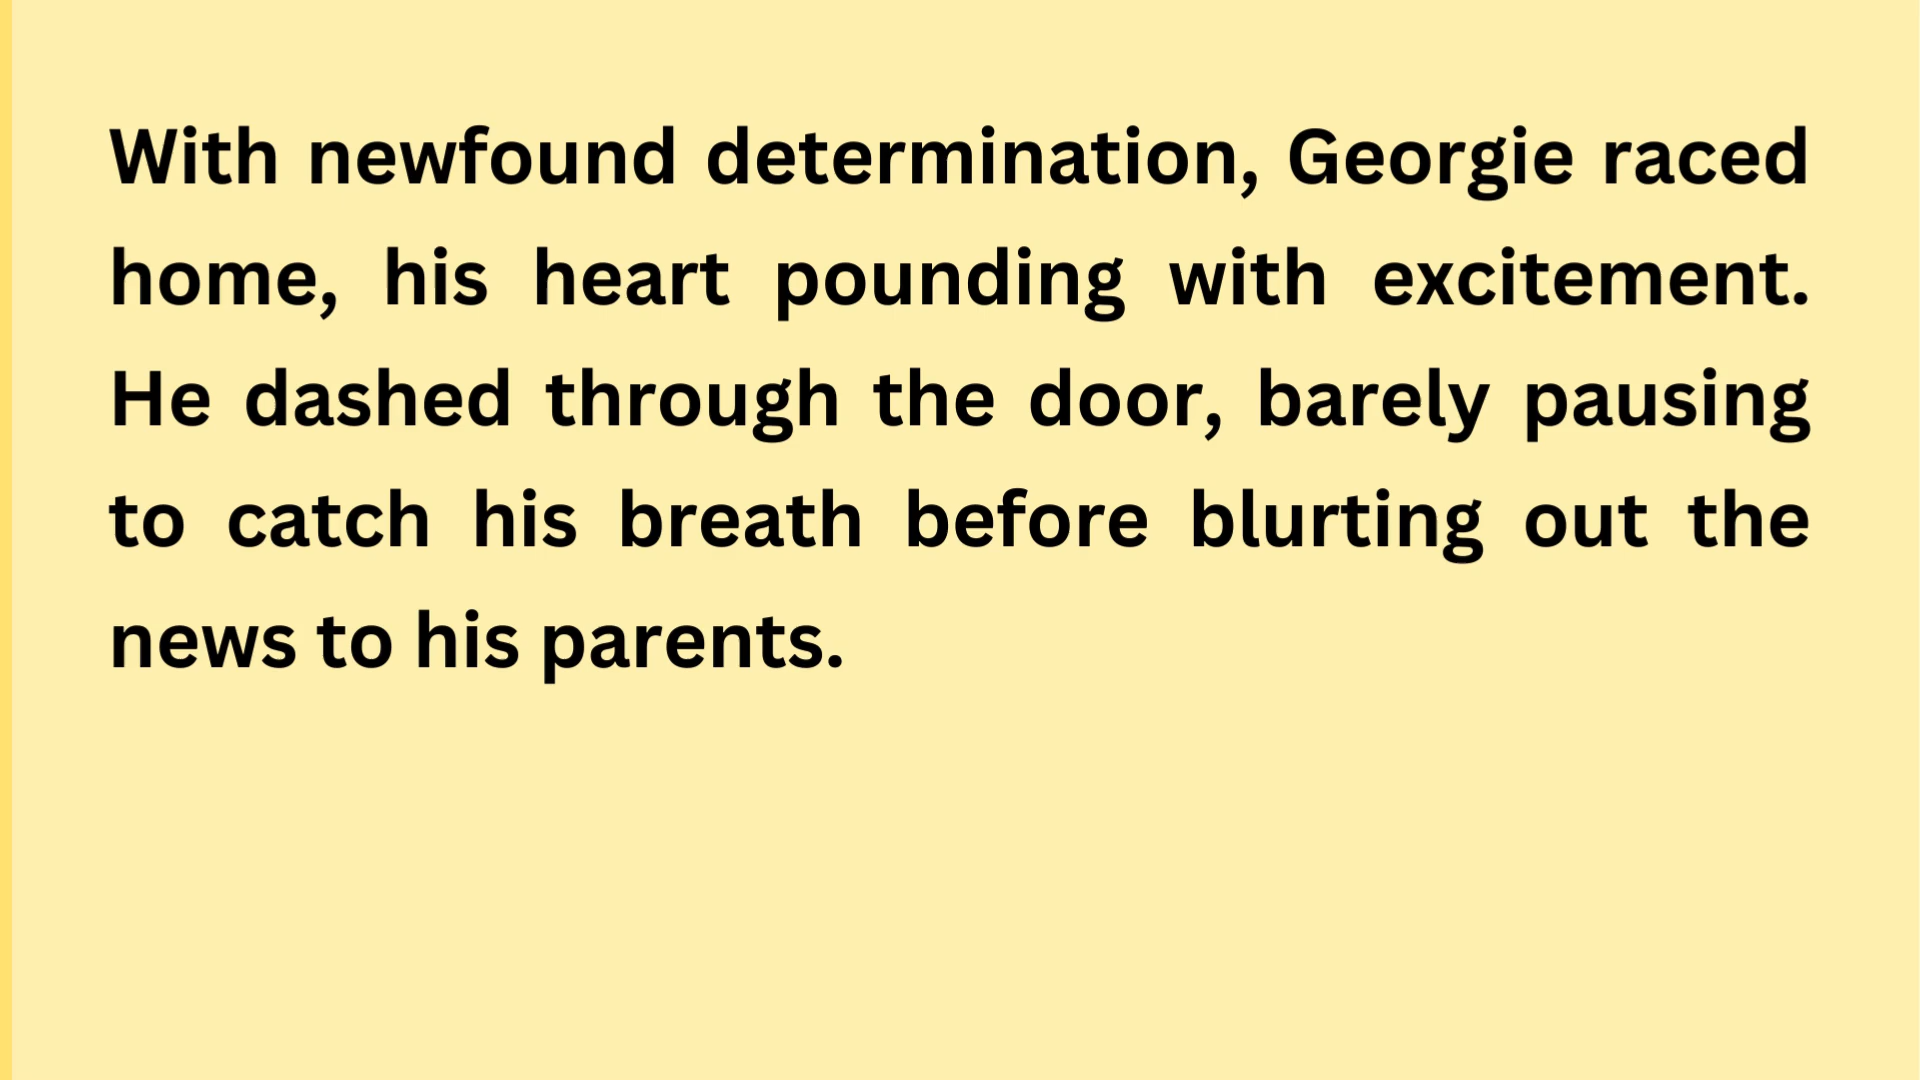 With newfound determination, Georgie raced
home, his heart pounding with excitement.
He dashed through the door, barely pausing
to catch his breath before blurting out the
news to his parents.